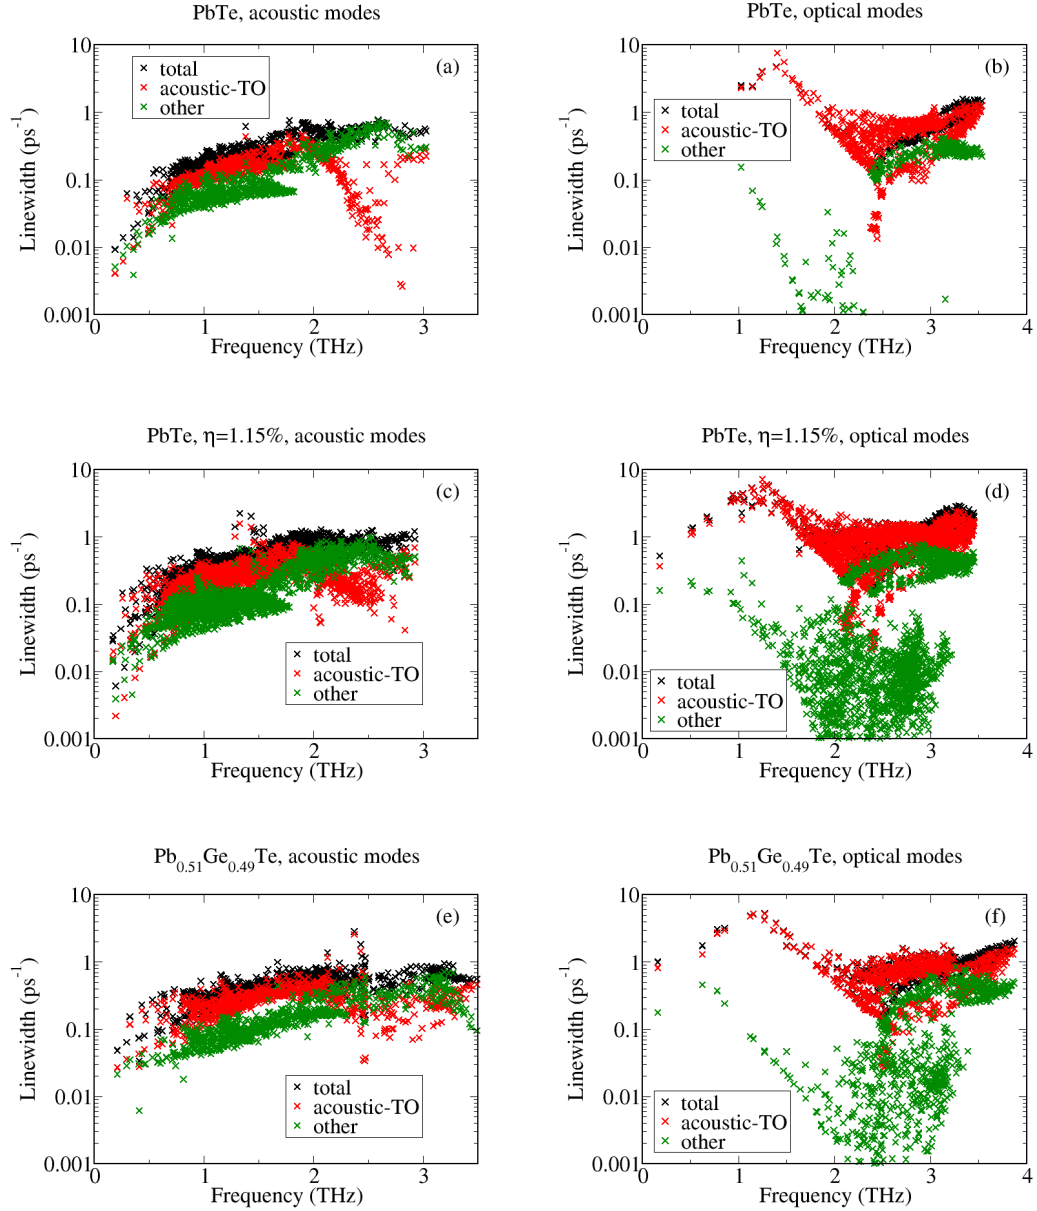 PbTe, acoustic modes
10
1
0.1
0.01
0.001
Linewidth (ps⁻¹)
total
acoustic-TO
other
(a)
0 1 2 3
Frequency (THz)
PbTe, optical modes
10
1
0.1
0.01
0.001
Linewidth (ps⁻¹)
total
acoustic-TO
other
(b)
0 1 2 3 4
Frequency (THz)
PbTe, η=1.15%, acoustic modes
10
1
0.1
0.01
0.001
Linewidth (ps⁻¹)
(c)
total
acoustic-TO
other
0 1 2 3
Frequency (THz)
PbTe, η=1.15%, optical modes
10
1
0.1
0.01
0.001
Linewidth (ps⁻¹)
(d)
total
acoustic-TO
other
0 1 2 3 4
Frequency (THz)
Pb₀.₅₁Ge₀.₄₉Te, acoustic modes
10
1
0.1
0.01
0.001
Linewidth (ps⁻¹)
(e)
total
acoustic-TO
other
0 1 2 3
Frequency (THz)
Pb₀.₅₁Ge₀.₄₉Te, optical modes
10
1
0.1
0.01
0.001
Linewidth (ps⁻¹)
(f)
total
acoustic-TO
other
0 1 2 3 4
Frequency (THz)